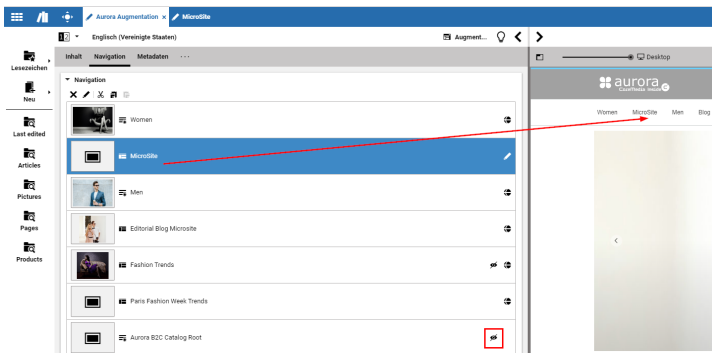 Aurora Augmentation × MicroSite
Englisch (Vereinigte Staaten) Augment...
Inhalt Navigation Metadaten ···
Desktop
Lesezeichen
Neu
Last edited
Articles
Pictures
Pages
Products
Navigation
Women
MicroSite
Men
Editorial Blog Microsite
Fashion Trends
Paris Fashion Week Trends
Aurora B2C Catalog Root
aurora
Women MicroSite Men Blog